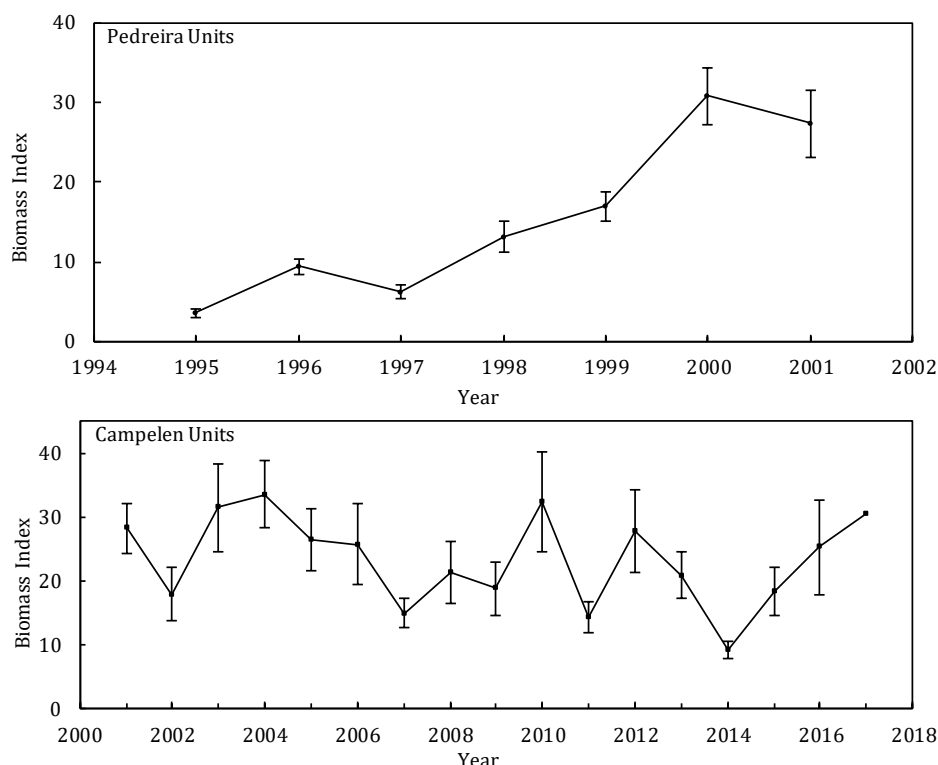 Pedreira Units
40
30
20
10
0
Biomass Index
1994 1995 1996 1997 1998 1999 2000 2001 2002
Year
Campelen Units
40
30
20
10
0
Biomass Index
2000 2002 2004 2006 2008 2010 2012 2014 2016 2018
Year